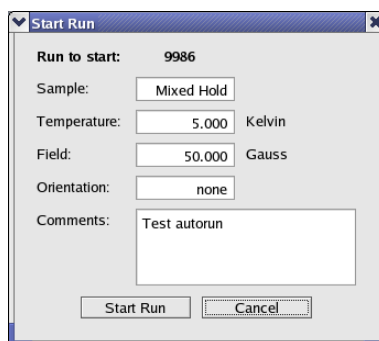 Start Run
Run to start: 9986
Sample: Mixed Hold
Temperature: 5.000 Kelvin
Field: 50.000 Gauss
Orientation: none
Comments: Test autorun
Start Run Cancel